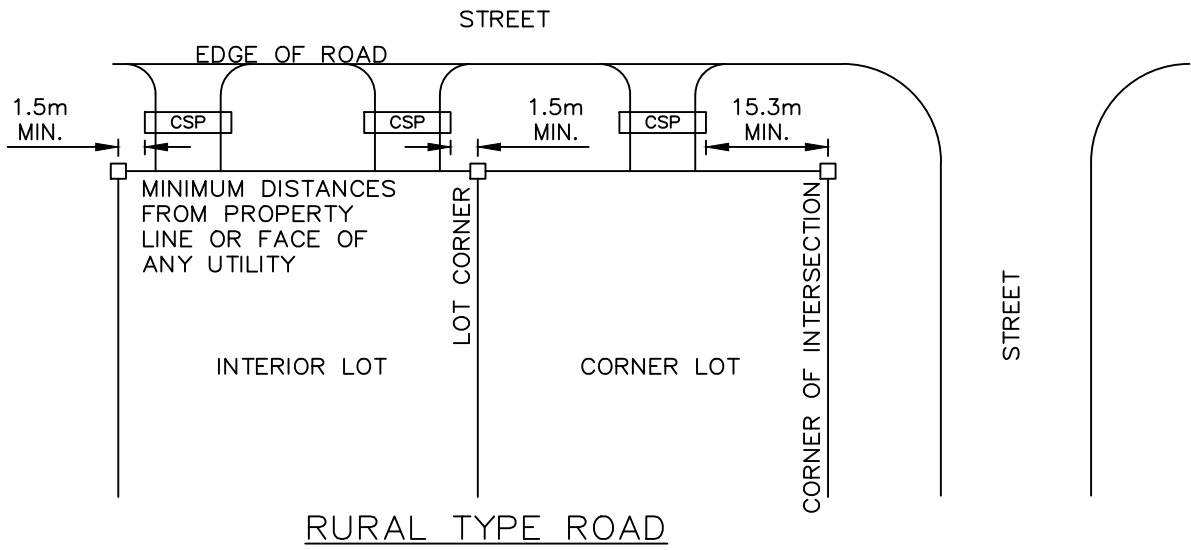 STREET
EDGE OF ROAD
1.5m
MIN.
CSP
CSP
1.5m
MIN.
CSP
15.3m
MIN.
MINIMUM DISTANCES
FROM PROPERTY
LINE OR FACE OF
ANY UTILITY
LOT CORNER
CORNER OF INTERSECTION
STREET
INTERIOR LOT
CORNER LOT
RURAL TYPE ROAD